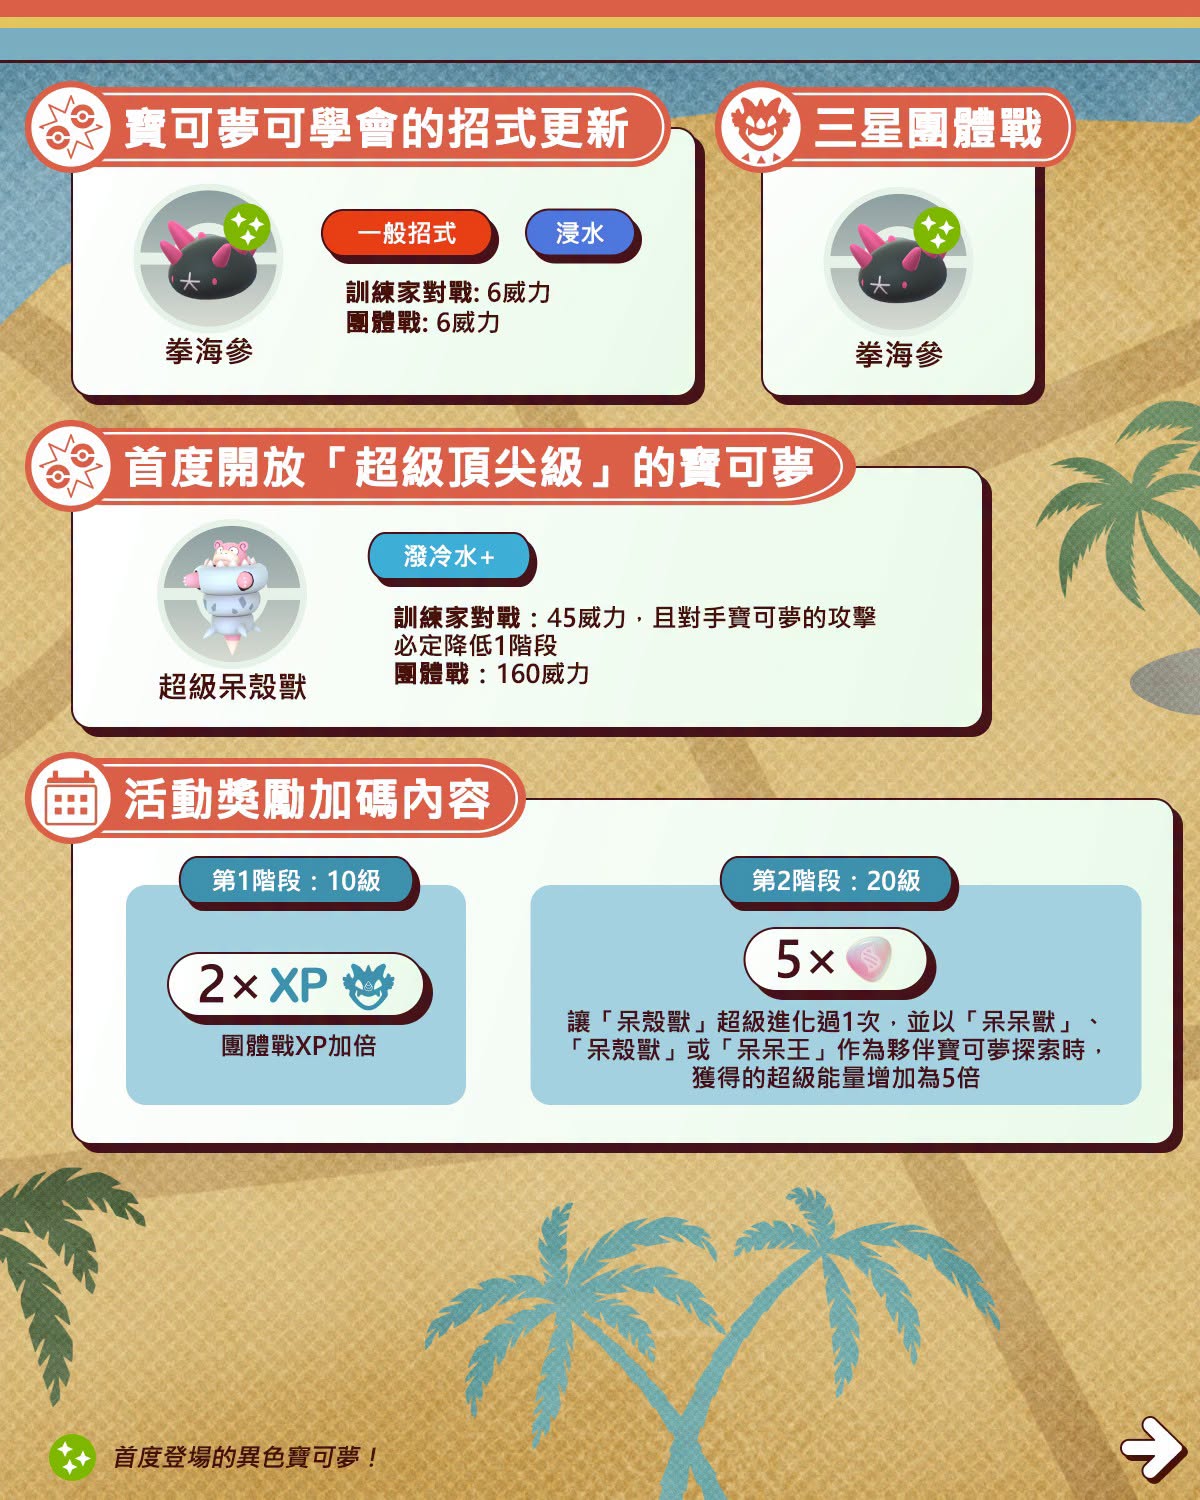 寶可夢可學會的招式更新
三星團體戰
一般招式
浸水
訓練家對戰: 6威力
團體戰: 6威力
拳海參
拳海參
首度開放「超級頂尖級」的寶可夢
潑冷水+
訓練家對戰：45威力，且對手寶可夢的攻擊
必定降低1階段
團體戰：160威力
超級呆殼獸
活動獎勵加碼內容
第1階段：10級
2× XP
團體戰XP加倍
第2階段：20級
5×
讓「呆殼獸」超級進化過1次，並以「呆呆獸」、
「呆殼獸」或「呆呆王」作為夥伴寶可夢探索時，
獲得的超級能量增加為5倍
首度登場的異色寶可夢！